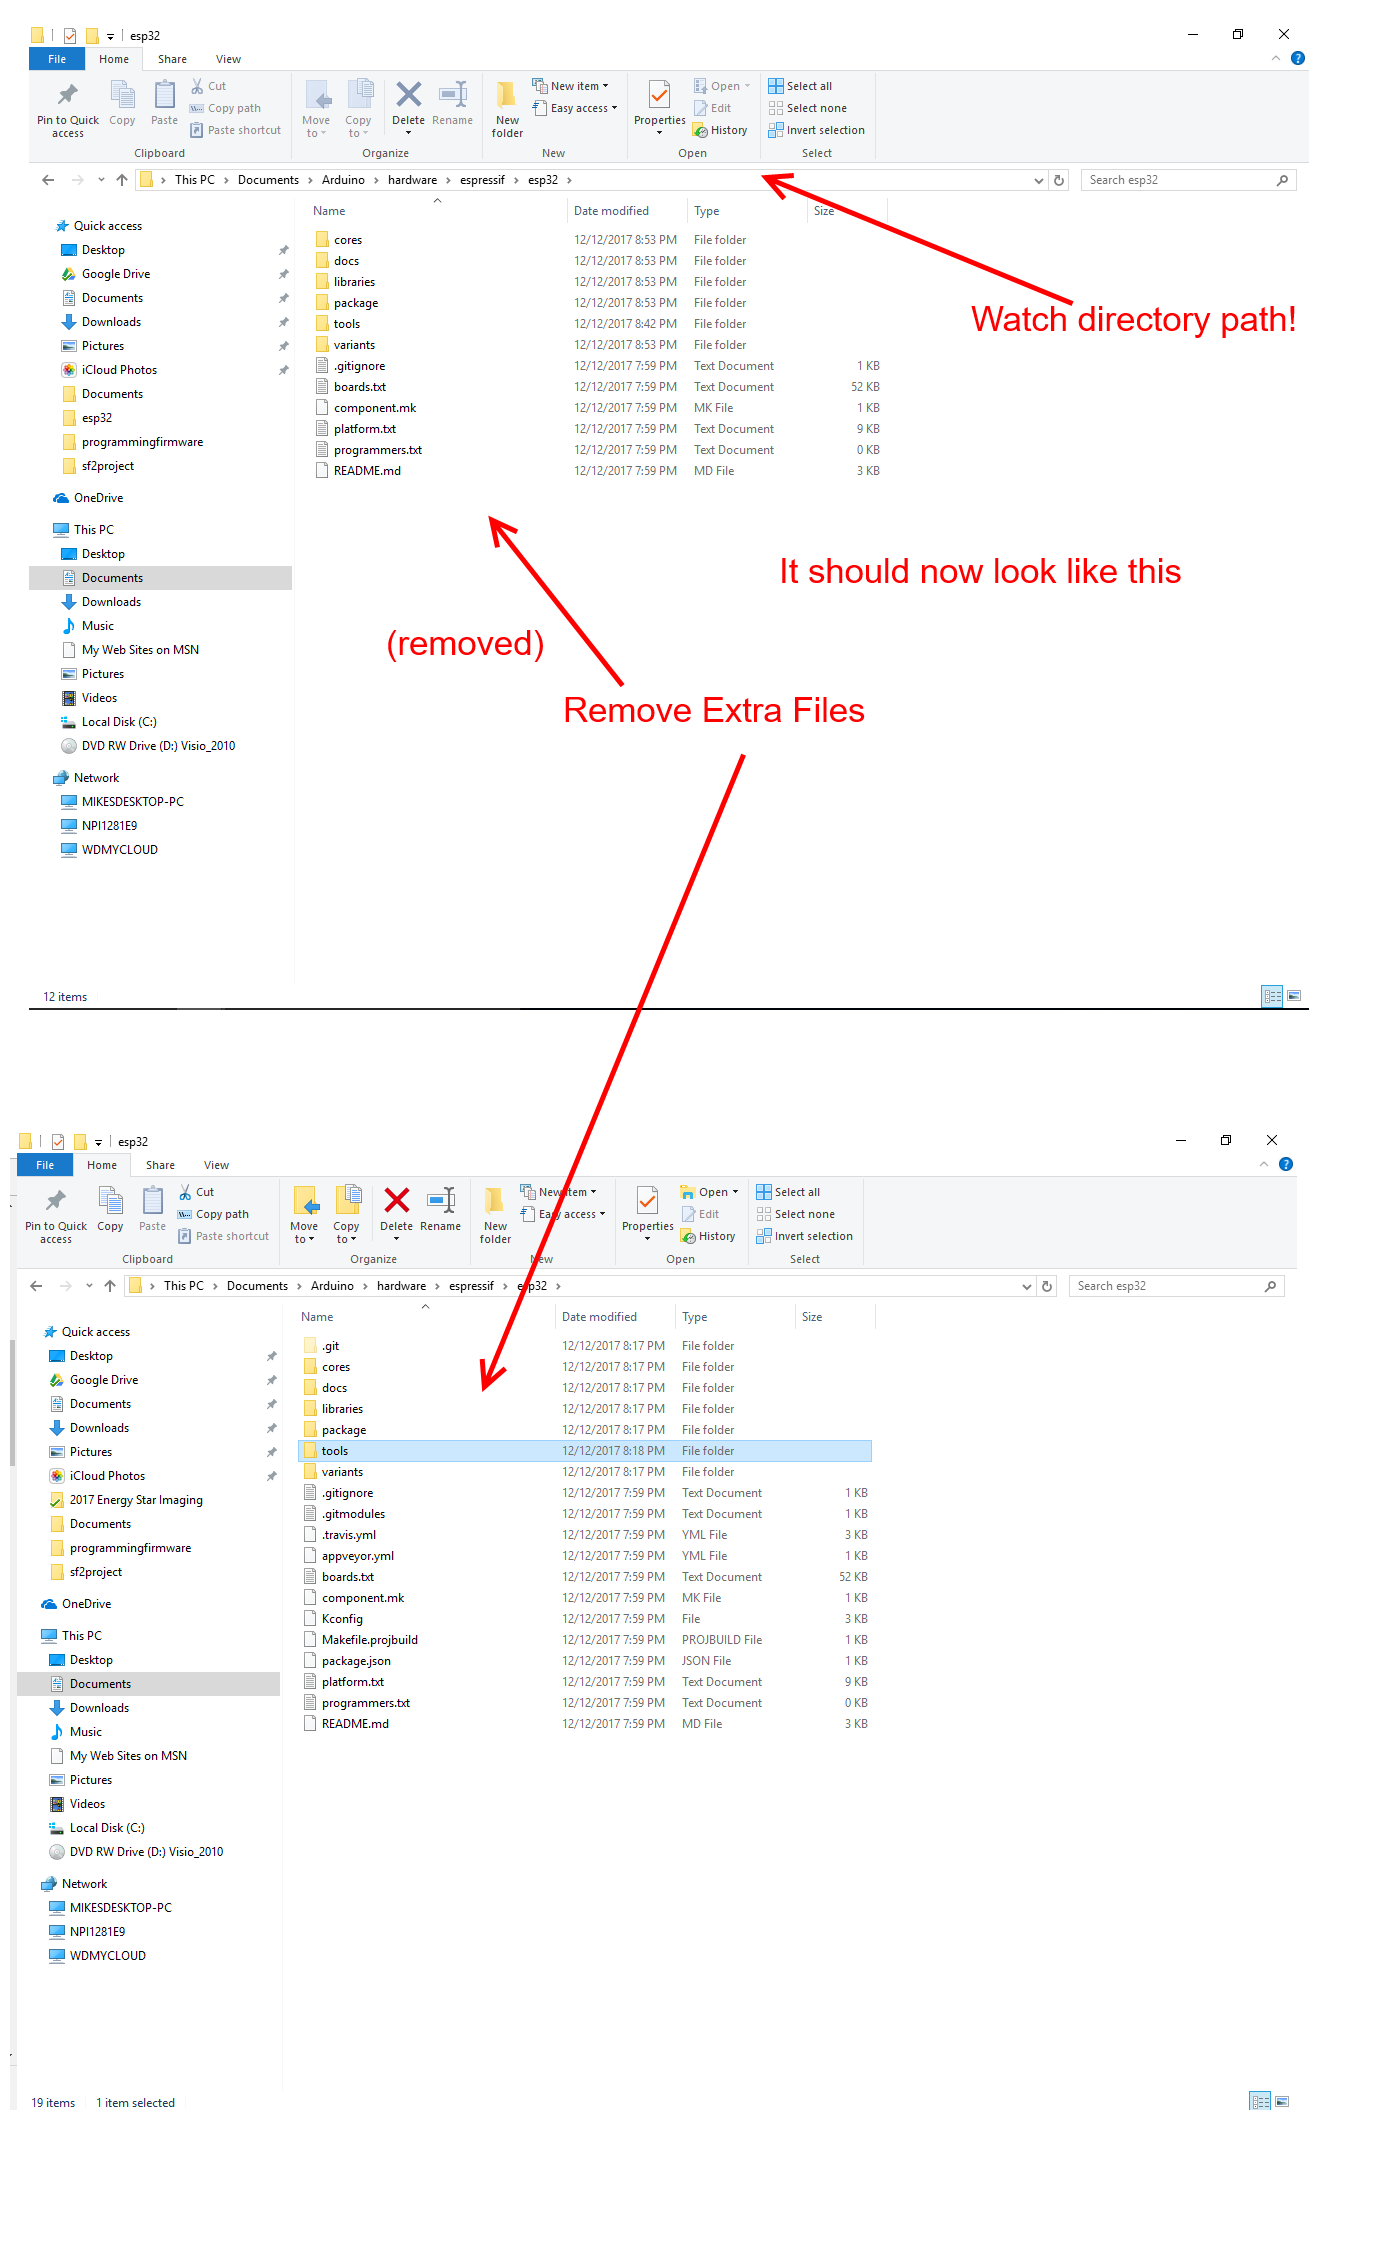 esp32
File Home Share View
Pin to Quick access
Copy
Paste
Cut
Copy path
Paste shortcut
Clipboard
Move to
Copy to
Delete
Rename
Organize
New folder
New item
Easy access
New
Properties
Open
Edit
History
Open
Select all
Select none
Invert selection
Select
This PC > Documents > Arduino > hardware > espressif > esp32 >
Search esp32
Quick access
Desktop
Google Drive
Documents
Downloads
Pictures
iCloud Photos
Documents
esp32
programmingfirmware
sf2project
OneDrive
This PC
Desktop
Documents
Downloads
Music
My Web Sites on MSN
Pictures
Videos
Local Disk (C:)
DVD RW Drive (D:) Visio_2010
Network
MIKESDESKTOP-PC
NPI1281E9
WDMYCLOUD
Name Date modified Type Size
cores 12/12/2017 8:53 PM File folder
docs 12/12/2017 8:53 PM File folder
libraries 12/12/2017 8:53 PM File folder
package 12/12/2017 8:53 PM File folder
tools 12/12/2017 8:42 PM File folder
variants 12/12/2017 8:53 PM File folder
.gitignore 12/12/2017 7:59 PM Text Document 1 KB
boards.txt 12/12/2017 7:59 PM Text Document 52 KB
component.mk 12/12/2017 7:59 PM MK File 1 KB
platform.txt 12/12/2017 7:59 PM Text Document 9 KB
programmers.txt 12/12/2017 7:59 PM Text Document 0 KB
README.md 12/12/2017 7:59 PM MD File 3 KB
Watch directory path!
It should now look like this
(removed)
Remove Extra Files
12 items
esp32
File Home Share View
Pin to Quick access
Copy
Paste
Cut
Copy path
Paste shortcut
Clipboard
Move to
Copy to
Delete
Rename
Organize
New folder
New item
Easy access
New
Properties
Open
Edit
History
Open
Select all
Select none
Invert selection
Select
This PC > Documents > Arduino > hardware > espressif > esp32 >
Search esp32
Quick access
Desktop
Google Drive
Documents
Downloads
Pictures
iCloud Photos
2017 Energy Star Imaging
Documents
programmingfirmware
sf2project
OneDrive
This PC
Desktop
Documents
Downloads
Music
My Web Sites on MSN
Pictures
Videos
Local Disk (C:)
DVD RW Drive (D:) Visio_2010
Network
MIKESDESKTOP-PC
NPI1281E9
WDMYCLOUD
Name Date modified Type Size
.git 12/12/2017 8:17 PM File folder
cores 12/12/2017 8:17 PM File folder
docs 12/12/2017 8:17 PM File folder
libraries 12/12/2017 8:17 PM File folder
package 12/12/2017 8:17 PM File folder
tools 12/12/2017 8:18 PM File folder
variants 12/12/2017 8:17 PM File folder
.gitignore 12/12/2017 7:59 PM Text Document 1 KB
.gitmodules 12/12/2017 7:59 PM Text Document 1 KB
.travis.yml 12/12/2017 7:59 PM YML File 3 KB
appveyor.yml 12/12/2017 7:59 PM YML File 1 KB
boards.txt 12/12/2017 7:59 PM Text Document 52 KB
component.mk 12/12/2017 7:59 PM MK File 1 KB
Kconfig 12/12/2017 7:59 PM File 3 KB
Makefile.projbuild 12/12/2017 7:59 PM PROJBUILD File 1 KB
package.json 12/12/2017 7:59 PM JSON File 1 KB
platform.txt 12/12/2017 7:59 PM Text Document 9 KB
programmers.txt 12/12/2017 7:59 PM Text Document 0 KB
README.md 12/12/2017 7:59 PM MD File 3 KB
19 items 1 item selected